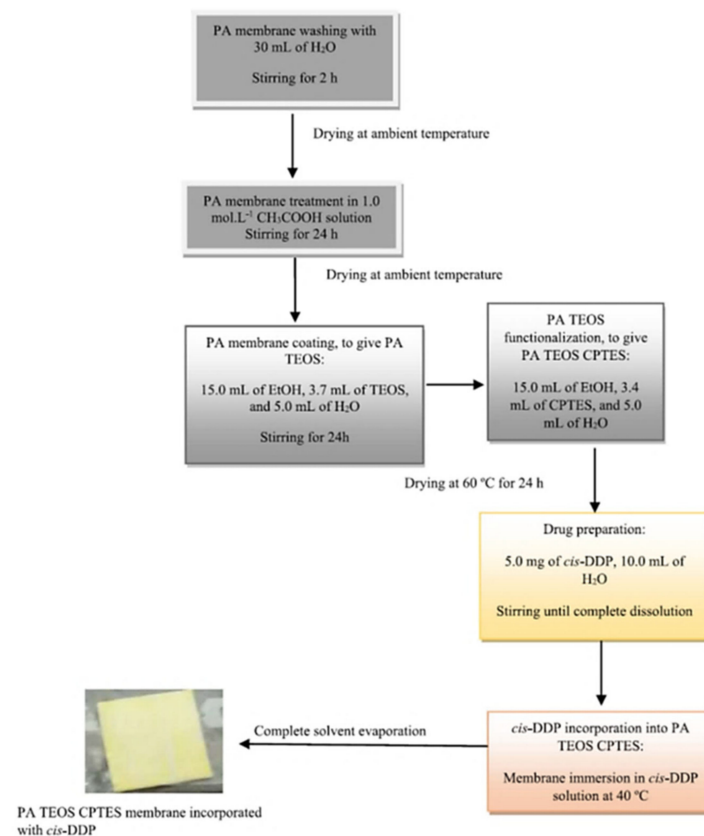 PA membrane washing with
30 mL of H₂O
Stirring for 2 h
Drying at ambient temperature
PA membrane treatment in 1.0
mol.L⁻¹ CH₃COOH solution
Stirring for 24 h
Drying at ambient temperature
PA membrane coating, to give PA
TEOS:
15.0 mL of EtOH, 3.7 mL of TEOS,
and 5.0 mL of H₂O
Stirring for 24h
PA TEOS
functionalization, to give
PA TEOS CPTES:
15.0 mL of EtOH, 3.4
mL of CPTES, and 5.0
mL of H₂O
Drying at 60 ºC for 24 h
Drug preparation:
5.0 mg of cis-DDP, 10.0 mL of
H₂O
Stirring until complete dissolution
cis-DDP incorporation into PA
TEOS CPTES:
Membrane immersion in cis-DDP
solution at 40 ºC
Complete solvent evaporation
PA TEOS CPTES membrane incorporated
with cis-DDP